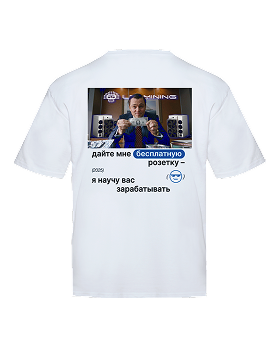 MINING
дайте мне бесплатную
розетку –
(2025)
я научу вас
зарабатывать